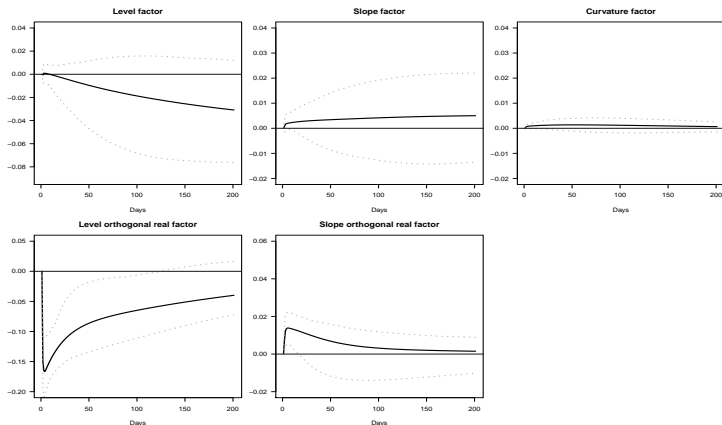 Level factor
0.04
0.02
0.00
−0.02
−0.04
−0.06
−0.08
0 50 100 150 200
Days
Slope factor
0.04
0.03
0.02
0.01
0.00
−0.01
−0.02
0 50 100 150 200
Days
Curvature factor
0.04
0.03
0.02
0.01
0.00
−0.01
−0.02
0 50 100 150 200
Days
Level orthogonal real factor
0.05
0.00
−0.05
−0.10
−0.15
−0.20
0 50 100 150 200
Days
Slope orthogonal real factor
0.06
0.04
0.02
0.00
−0.02
0 50 100 150 200
Days